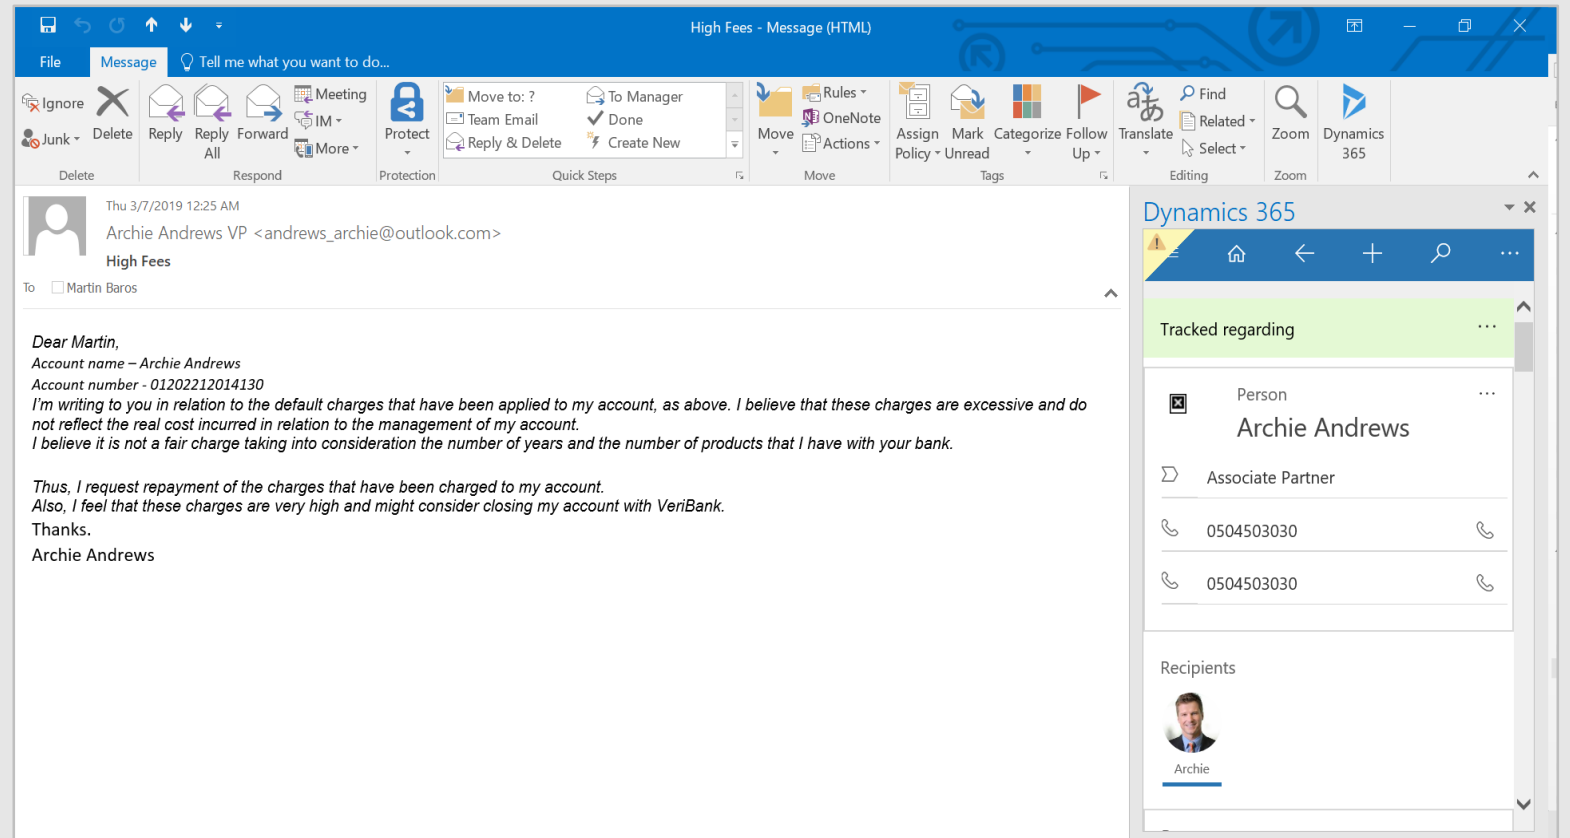 High Fees - Message (HTML)
File
Message
Tell me what you want to do...
Ignore
Junk
Delete
Delete
Reply
Reply All
Forward
Meeting
IM
More
Respond
Protect
Protection
Move to: ?
To Manager
Team Email
Done
Reply & Delete
Create New
Quick Steps
Move
Rules
OneNote
Actions
Move
Assign Policy
Mark Unread
Categorize
Follow Up
Tags
Translate
Find
Related
Select
Editing
Zoom
Zoom
Dynamics 365
Thu 3/7/2019 12:25 AM
Archie Andrews VP <andrews_archie@outlook.com>
High Fees
To Martin Baros
Dear Martin,
Account name – Archie Andrews
Account number - 01202212014130
I'm writing to you in relation to the default charges that have been applied to my account, as above. I believe that these charges are excessive and do
not reflect the real cost incurred in relation to the management of my account.
I believe it is not a fair charge taking into consideration the number of years and the number of products that I have with your bank.
Thus, I request repayment of the charges that have been charged to my account.
Also, I feel that these charges are very high and might consider closing my account with VeriBank.
Thanks.
Archie Andrews
Dynamics 365
Tracked regarding
Person
Archie Andrews
Associate Partner
0504503030
0504503030
Recipients
Archie